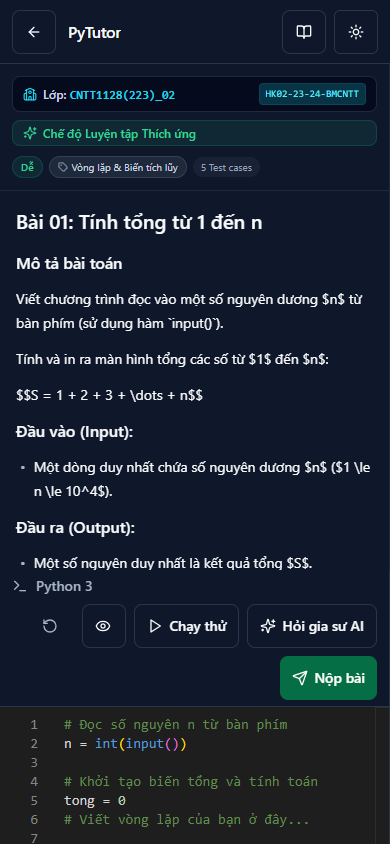 PyTutor
Lớp: CNTT1128(223)_02
HK02-23-24-BMCNTT
Chế độ Luyện tập Thích ứng
Dễ
Vòng lặp & Biến tích lũy
5 Test cases
Bài 01: Tính tổng từ 1 đến n
Mô tả bài toán
Viết chương trình đọc vào một số nguyên dương $n$ từ
bàn phím (sử dụng hàm `input()`).
Tính và in ra màn hình tổng các số từ $1$ đến $n$:
$$S = 1 + 2 + 3 + \dots + n$$
Đầu vào (Input):
• Một dòng duy nhất chứa số nguyên dương $n$ ($1 \le
n \le 10^4$).
Đầu ra (Output):
• Một số nguyên duy nhất là kết quả tổng $S$.
Python 3
Chạy thử
Hỏi gia sư AI
Nộp bài
1 # Đọc số nguyên n từ bàn phím
2 n = int(input())
3
4 # Khởi tạo biến tổng và tính toán
5 tong = 0
6 # Viết vòng lặp của bạn ở đây...
7